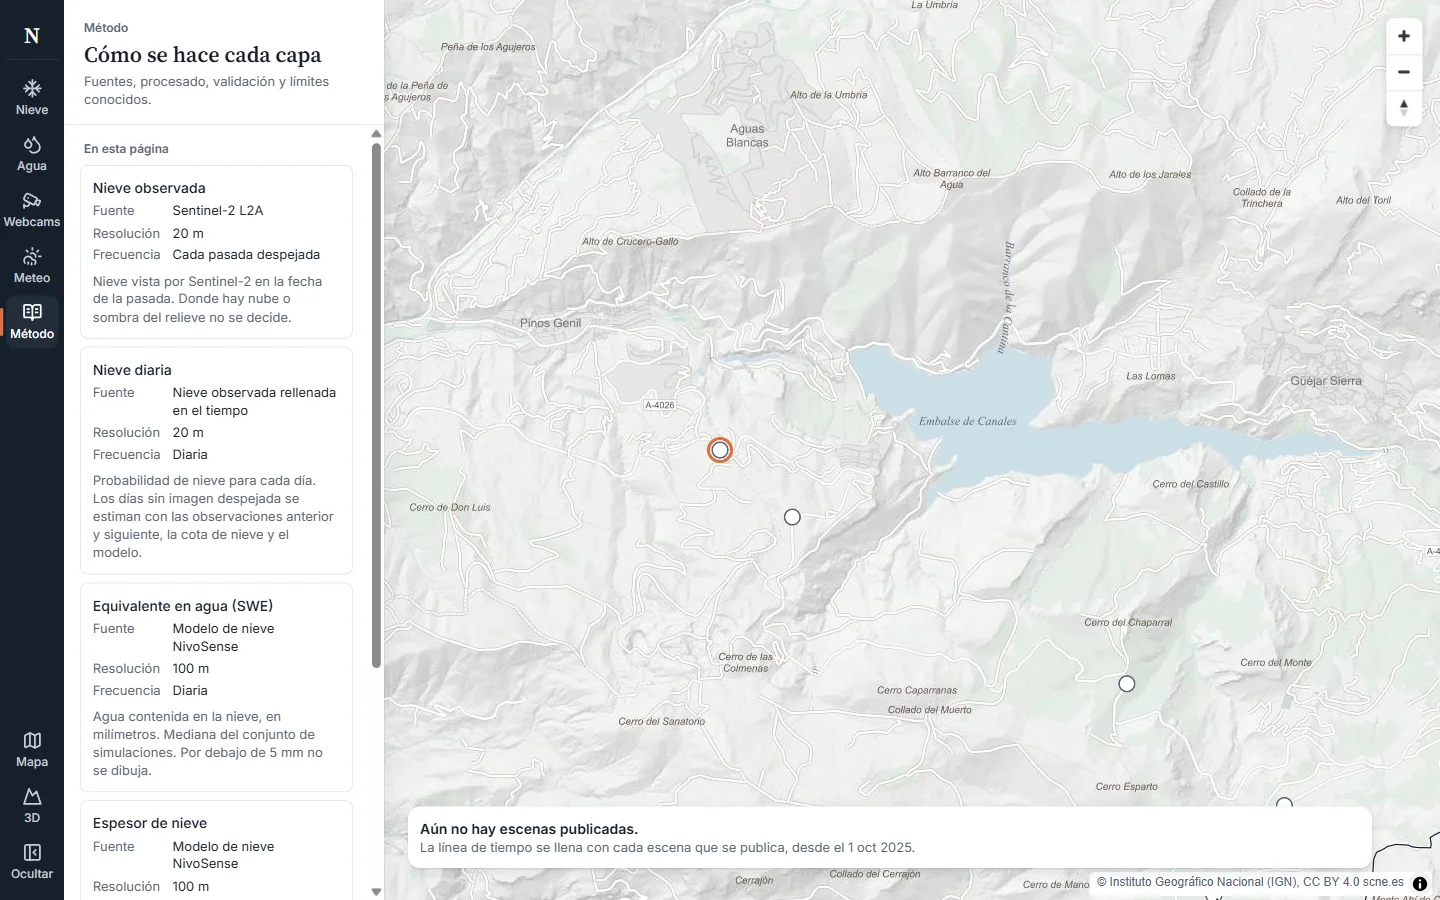 N
Nieve
Agua
Webcams
Meteo
Método
Mapa
3D
Ocultar
Método
Cómo se hace cada capa
Fuentes, procesado, validación y límites
conocidos.
En esta página
Nieve observada
Fuente Sentinel-2 L2A
Resolución 20 m
Frecuencia Cada pasada despejada
Nieve vista por Sentinel-2 en la fecha
de la pasada. Donde hay nube o
sombra del relieve no se decide.
Nieve diaria
Fuente Nieve observada rellenada
en el tiempo
Resolución 20 m
Frecuencia Diaria
Probabilidad de nieve para cada día.
Los días sin imagen despejada se
estiman con las observaciones anterior
y siguiente, la cota de nieve y el
modelo.
Equivalente en agua (SWE)
Fuente Modelo de nieve
NivoSense
Resolución 100 m
Frecuencia Diaria
Agua contenida en la nieve, en
milímetros. Mediana del conjunto de
simulaciones. Por debajo de 5 mm no
se dibuja.
Espesor de nieve
Fuente Modelo de nieve
NivoSense
Resolución 100 m
La Umbria
Peña de los Agujeros
de la Peña de
s Agujeros
Alto de la Umbria
Aguas
Blancas
Alto Barranco del
Agua
Alto de los Jarales
Collado de la
Trinchera
Alto del Toril
Alto de Crucero-Gallo
Barranco de la Cantina
Pinos Genil
Las Lomas
Güéjar Sierra
A-4026
Embalse de Canales
Cerro del Castillo
Cerro de Don Luis
A-4
Cerro del Chaparral
Cerro de las
Colmenas
Cerro del Monte
Cerro Caparranas
Collado del Muerto
Cerro del Sanatorio
Cerro Esparto
Aún no hay escenas publicadas.
La línea de tiempo se llena con cada escena que se publica, desde el 1 oct 2025.
Cerrajón
Collado del Cerrajón
Cerro de Mano
© Instituto Geográfico Nacional (IGN), CC BY 4.0 scne.es